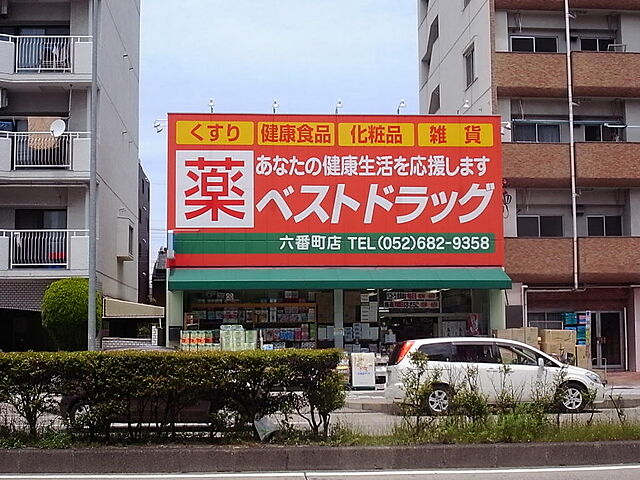 くすり 健康食品 化粧品 雑貨
薬
あなたの健康生活を応援します
ベストドラッグ
六番町店 TEL(052)682-9358